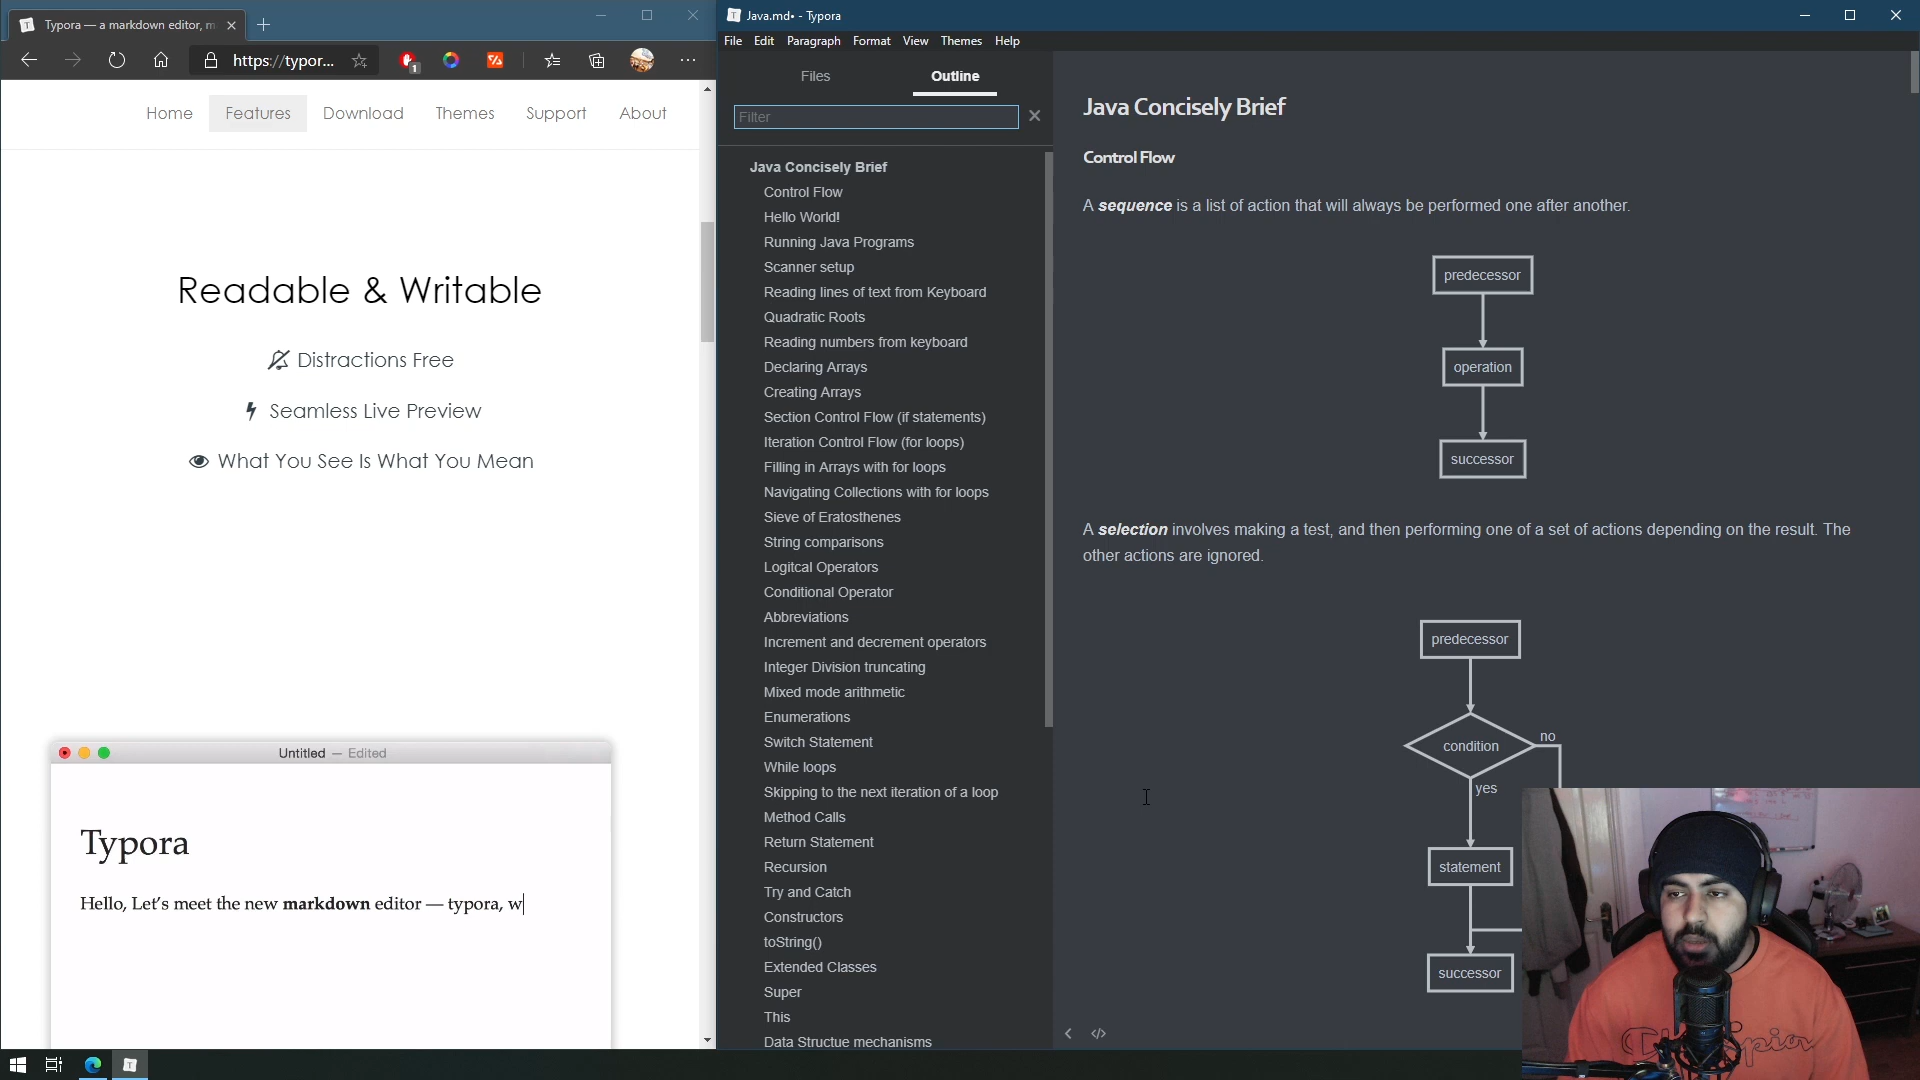 Typora — a markdown editor, m
https://typor...
1
Home Features Download Themes Support About
Readable & Writable
Distractions Free
Seamless Live Preview
What You See Is What You Mean
Untitled — Edited
Typora
Hello, Let's meet the new markdown editor — typora, w
Java.md• - Typora
File Edit Paragraph Format View Themes Help
Files Outline
Filter
Java Concisely Brief
Control Flow
Hello World!
Running Java Programs
Scanner setup
Reading lines of text from Keyboard
Quadratic Roots
Reading numbers from keyboard
Declaring Arrays
Creating Arrays
Section Control Flow (if statements)
Iteration Control Flow (for loops)
Filling in Arrays with for loops
Navigating Collections with for loops
Sieve of Eratosthenes
String comparisons
Logitcal Operators
Conditional Operator
Abbreviations
Increment and decrement operators
Integer Division truncating
Mixed mode arithmetic
Enumerations
Switch Statement
While loops
Skipping to the next iteration of a loop
Method Calls
Return Statement
Recursion
Try and Catch
Constructors
toString()
Extended Classes
Super
This
Data Structue mechanisms
Java Concisely Brief
Control Flow
A sequence is a list of action that will always be performed one after another.
predecessor
operation
successor
A selection involves making a test, and then performing one of a set of actions depending on the result. The
other actions are ignored.
predecessor
condition
no
yes
statement
successor